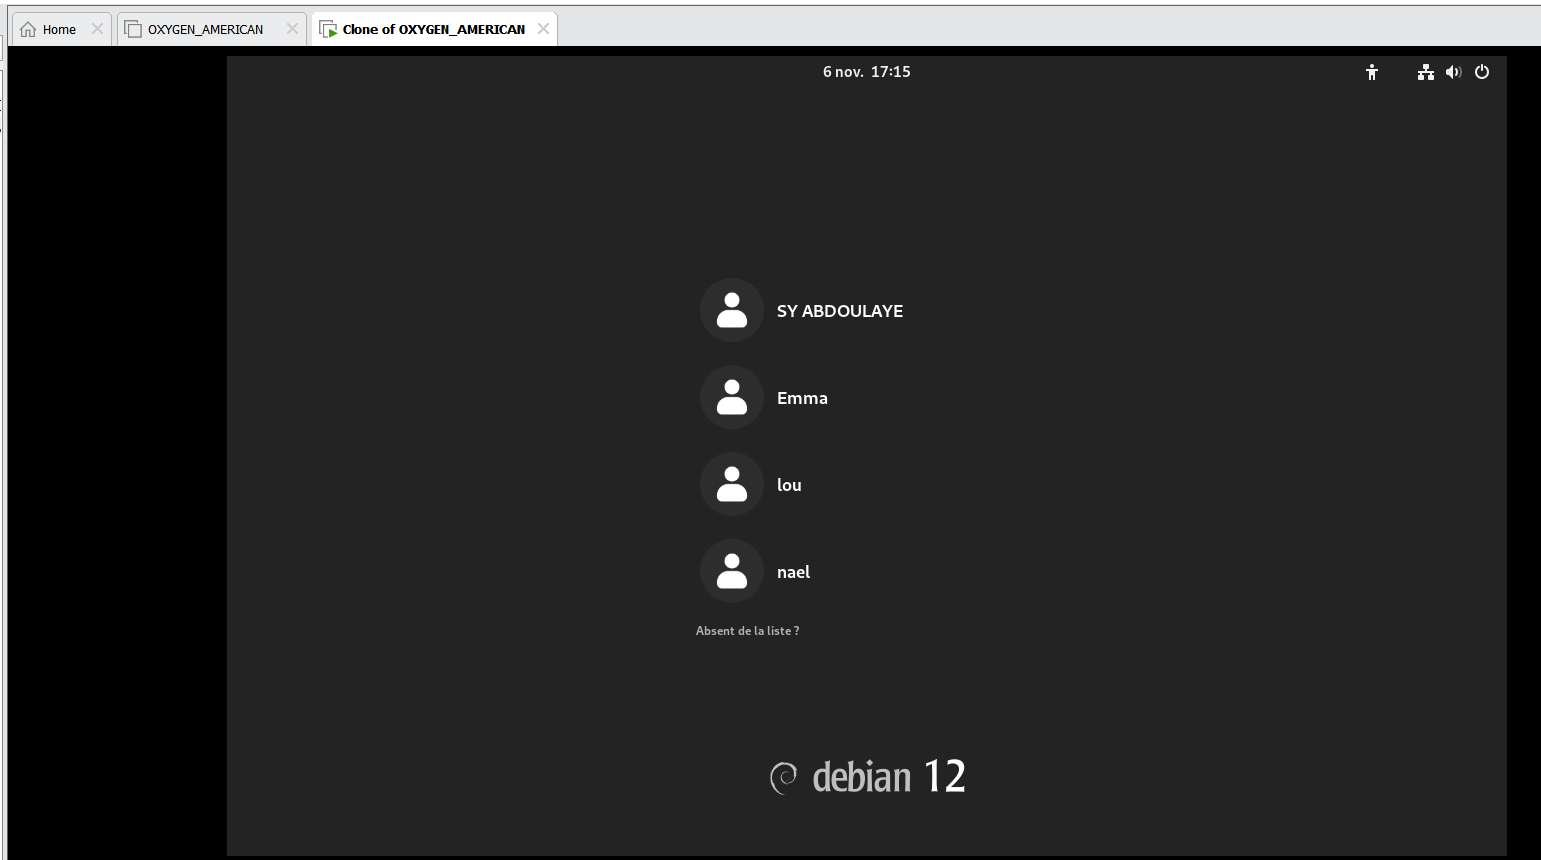 Home
OXYGEN_AMERICAN
Clone of OXYGEN_AMERICAN
6 nov. 17:15
SY ABDOULAYE
Emma
lou
nael
Absent de la liste ?
debian 12